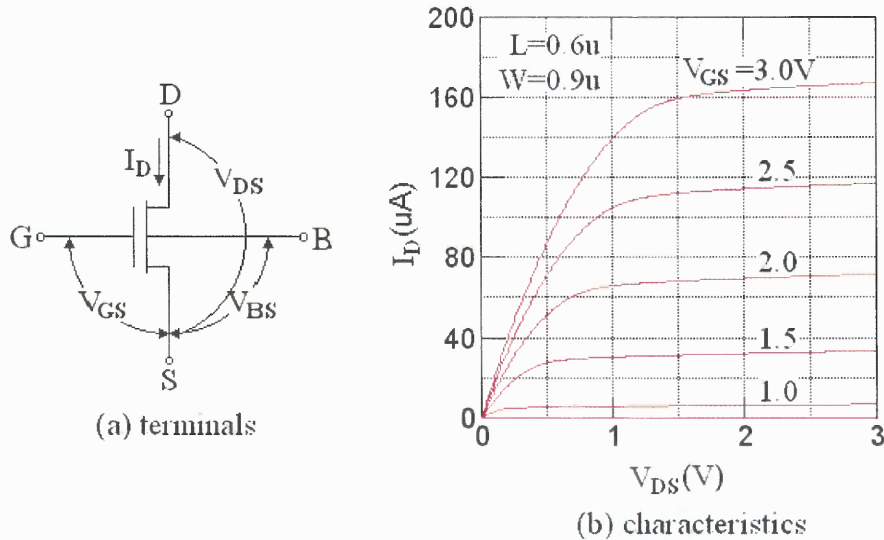 D
I_D
V_DS
G
B
V_GS
V_BS
S
(a) terminals
200
160
120
80
40
0
I_D(uA)
L=0.6u
W=0.9u
V_GS=3.0V
2.5
2.0
1.5
1.0
0
1
2
3
V_DS(V)
(b) characteristics